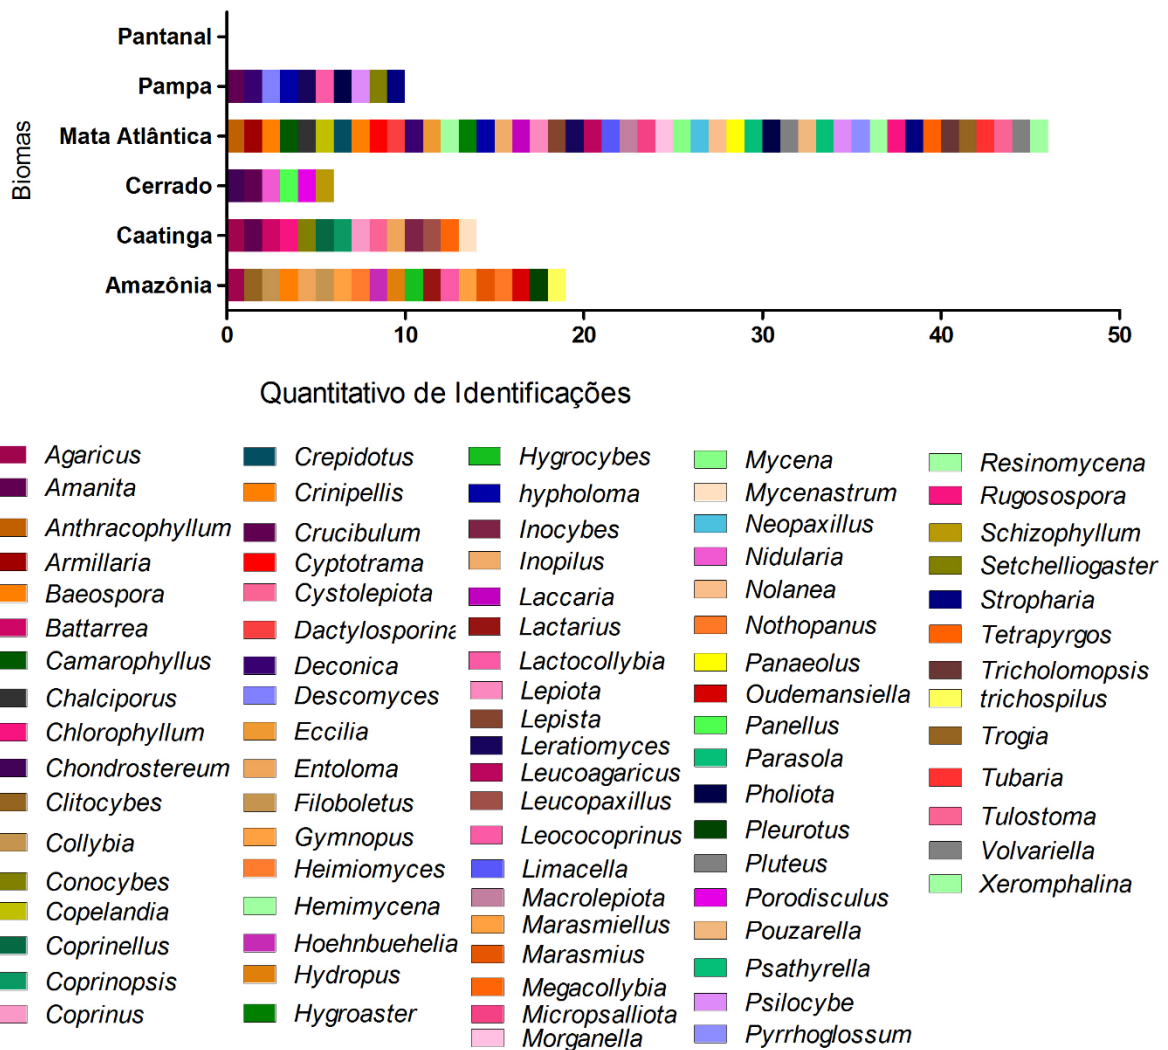 Pantanal
Pampa
Mata Atlântica
Cerrado
Caatinga
Amazônia
Biomas
0 10 20 30 40 50
Quantitativo de Identificações
Agaricus
Amanita
Anthracophyllum
Armillaria
Baeospora
Battarrea
Camarophyllus
Chalciporus
Chlorophyllum
Chondrostereum
Clitocybes
Collybia
Conocybes
Copelandia
Coprinellus
Coprinopsis
Coprinus
Crepidotus
Crinipellis
Crucibulum
Cyptotrama
Cystolepiota
Dactylosporina
Deconica
Descomyces
Eccilia
Entoloma
Filoboletus
Gymnopus
Heimiomyces
Hemimycena
Hoehnbuehelia
Hydropus
Hygroaster
Hygrocybes
hypholoma
Inocybes
Inopilus
Laccaria
Lactarius
Lactocollybia
Lepiota
Lepista
Leratiomyces
Leucoagaricus
Leucopaxillus
Leococoprinus
Limacella
Macrolepiota
Marasmiellus
Marasmius
Megacollybia
Micropsalliota
Morganella
Mycena
Mycenastrum
Neopaxillus
Nidularia
Nolanea
Nothopanus
Panaeolus
Oudemansiella
Panellus
Parasola
Pholiota
Pleurotus
Pluteus
Porodisculus
Pouzarella
Psathyrella
Psilocybe
Pyrrhoglossum
Resinomycena
Rugosospora
Schizophyllum
Setchelliogaster
Stropharia
Tetrapyrgos
Tricholomopsis
trichospilus
Trogia
Tubaria
Tulostoma
Volvariella
Xeromphalina